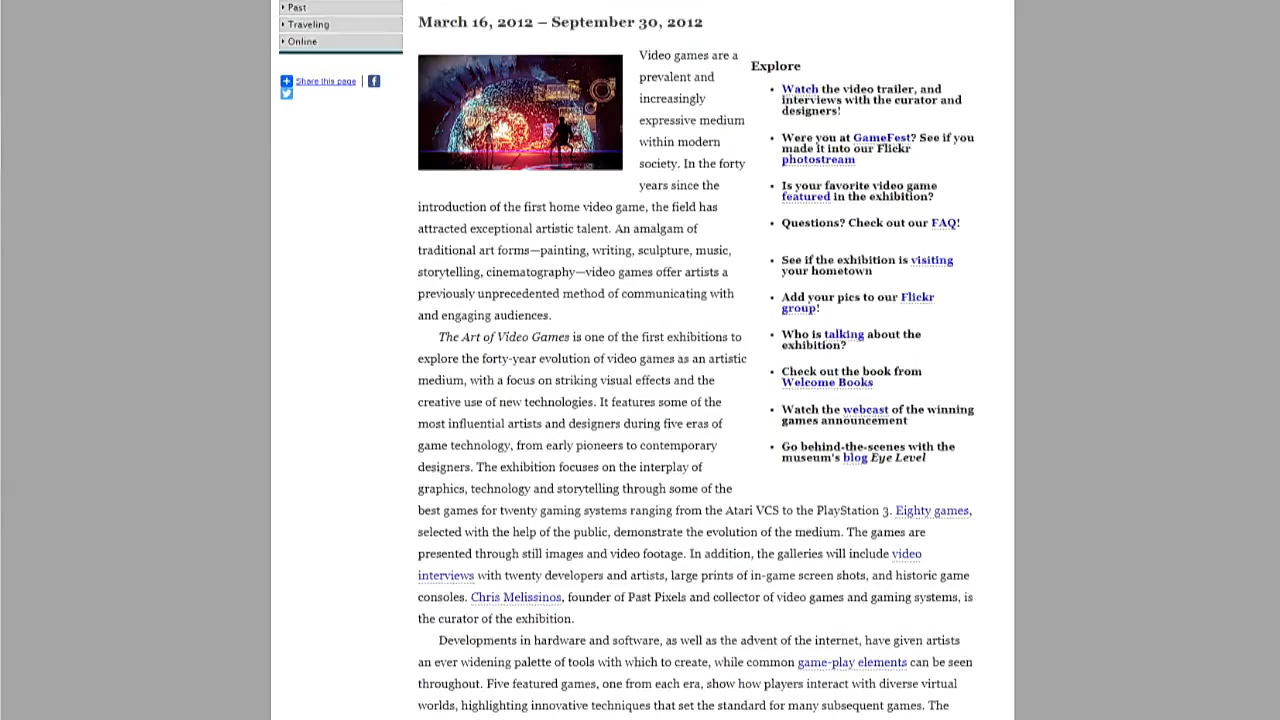 Past
Traveling
Online
Share this page
March 16, 2012 – September 30, 2012
Video games are a
prevalent and
increasingly
expressive medium
within modern
society. In the forty
years since the
introduction of the first home video game, the field has
attracted exceptional artistic talent. An amalgam of
traditional art forms—painting, writing, sculpture, music,
storytelling, cinematography—video games offer artists a
previously unprecedented method of communicating with
and engaging audiences.
The Art of Video Games is one of the first exhibitions to
explore the forty-year evolution of video games as an artistic
medium, with a focus on striking visual effects and the
creative use of new technologies. It features some of the
most influential artists and designers during five eras of
game technology, from early pioneers to contemporary
designers. The exhibition focuses on the interplay of
graphics, technology and storytelling through some of the
best games for twenty gaming systems ranging from the Atari VCS to the PlayStation 3. Eighty games,
selected with the help of the public, demonstrate the evolution of the medium. The games are
presented through still images and video footage. In addition, the galleries will include video
interviews with twenty developers and artists, large prints of in-game screen shots, and historic game
consoles. Chris Melissinos, founder of Past Pixels and collector of video games and gaming systems, is
the curator of the exhibition.
Developments in hardware and software, as well as the advent of the internet, have given artists
an ever widening palette of tools with which to create, while common game-play elements can be seen
throughout. Five featured games, one from each era, show how players interact with diverse virtual
worlds, highlighting innovative techniques that set the standard for many subsequent games. The
Explore
• Watch the video trailer, and
interviews with the curator and
designers!
• Were you at GameFest? See if you
made it into our Flickr
photostream
• Is your favorite video game
featured in the exhibition?
• Questions? Check out our FAQ!
• See if the exhibition is visiting
your hometown
• Add your pics to our Flickr
group!
• Who is talking about the
exhibition?
• Check out the book from
Welcome Books
• Watch the webcast of the winning
games announcement
• Go behind-the-scenes with the
museum's blog Eye Level